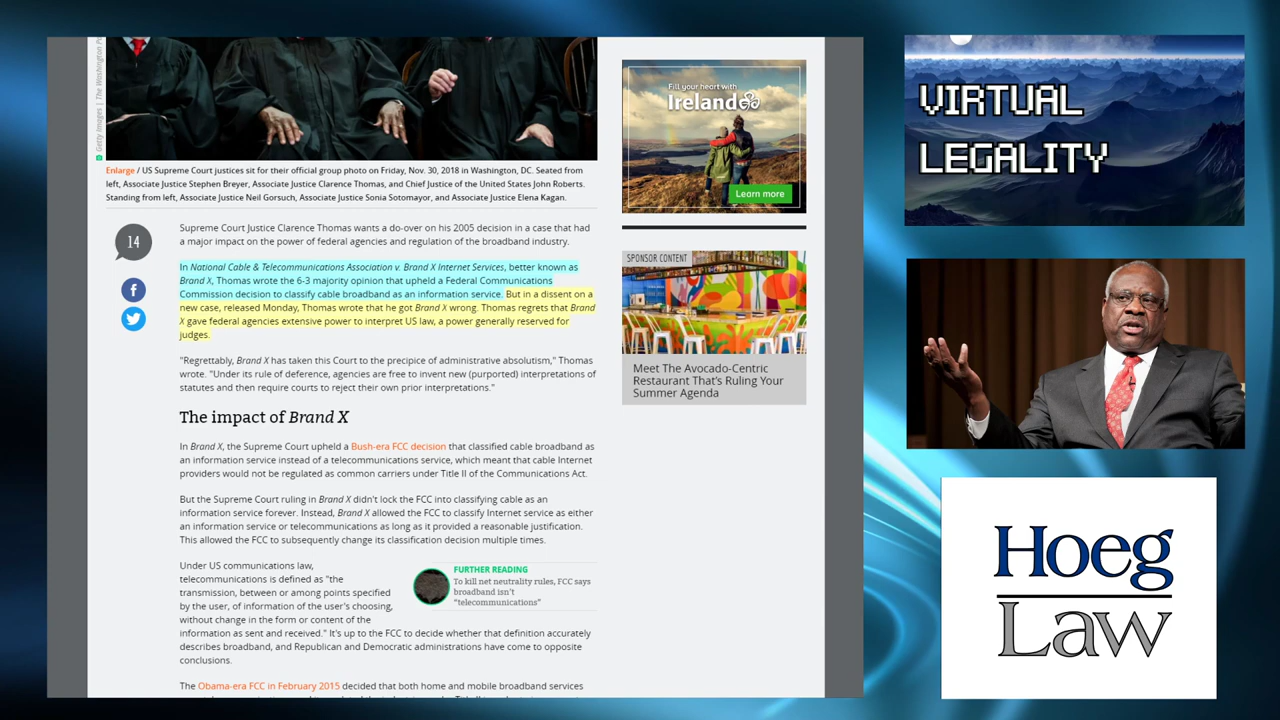 Getty Images | The Washington
Enlarge / US Supreme Court justices sit for their official group photo on Friday, Nov. 30, 2018 in Washington, DC. Seated from
left, Associate Justice Stephen Breyer, Associate Justice Clarence Thomas, and Chief Justice of the United States John Roberts.
Standing from left, Associate Justice Neil Gorsuch, Associate Justice Sonia Sotomayor, and Associate Justice Elena Kagan.
14
Supreme Court Justice Clarence Thomas wants a do-over on his 2005 decision in a case that had
a major impact on the power of federal agencies and regulation of the broadband industry.
In National Cable & Telecommunications Association v. Brand X Internet Services, better known as
Brand X, Thomas wrote the 6-3 majority opinion that upheld a Federal Communications
Commission decision to classify cable broadband as an information service. But in a dissent on a
new case, released Monday, Thomas wrote that he got Brand X wrong. Thomas regrets that Brand
X gave federal agencies extensive power to interpret US law, a power generally reserved for
judges.
"Regrettably, Brand X has taken this Court to the precipice of administrative absolutism," Thomas
wrote. "Under its rule of deference, agencies are free to invent new (purported) interpretations of
statutes and then require courts to reject their own prior interpretations."
The impact of Brand X
In Brand X, the Supreme Court upheld a Bush-era FCC decision that classified cable broadband as
an information service instead of a telecommunications service, which meant that cable Internet
providers would not be regulated as common carriers under Title II of the Communications Act.
But the Supreme Court ruling in Brand X didn't lock the FCC into classifying cable as an
information service forever. Instead, Brand X allowed the FCC to classify Internet service as either
an information service or telecommunications as long as it provided a reasonable justification.
This allowed the FCC to subsequently change its classification decision multiple times.
Under US communications law,
telecommunications is defined as "the
transmission, between or among points specified
by the user, of information of the user's choosing,
without change in the form or content of the
information as sent and received." It's up to the FCC to decide whether that definition accurately
describes broadband, and Republican and Democratic administrations have come to opposite
conclusions.
FURTHER READING
To kill net neutrality rules, FCC says
broadband isn't
"telecommunications"
The Obama-era FCC in February 2015 decided that both home and mobile broadband services
Fill your heart with
Ireland
Learn more
SPONSOR CONTENT
Meet The Avocado-Centric
Restaurant That's Ruling Your
Summer Agenda
VIRTUAL
LEGALITY
Hoeg
Law